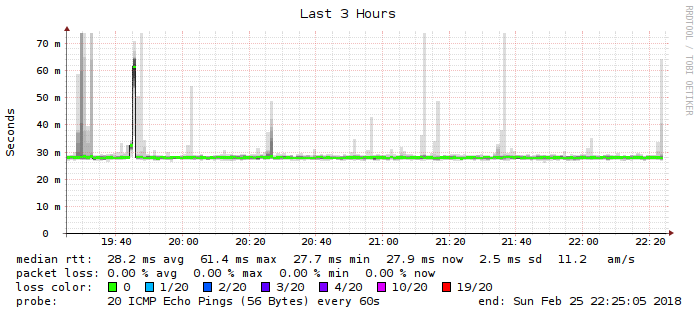 Last 3 Hours
RRDTOOL / TOBI OETIKER
Seconds
70 m
60 m
50 m
40 m
30 m
20 m
10 m
0
19:40 20:00 20:20 20:40 21:00 21:20 21:40 22:00 22:20
median rtt: 28.2 ms avg 61.4 ms max 27.7 ms min 27.9 ms now 2.5 ms sd 11.2 am/s
packet loss: 0.00 % avg 0.00 % max 0.00 % min 0.00 % now
loss color: 0 1/20 2/20 3/20 4/20 10/20 19/20
probe: 20 ICMP Echo Pings (56 Bytes) every 60s end: Sun Feb 25 22:25:05 2018